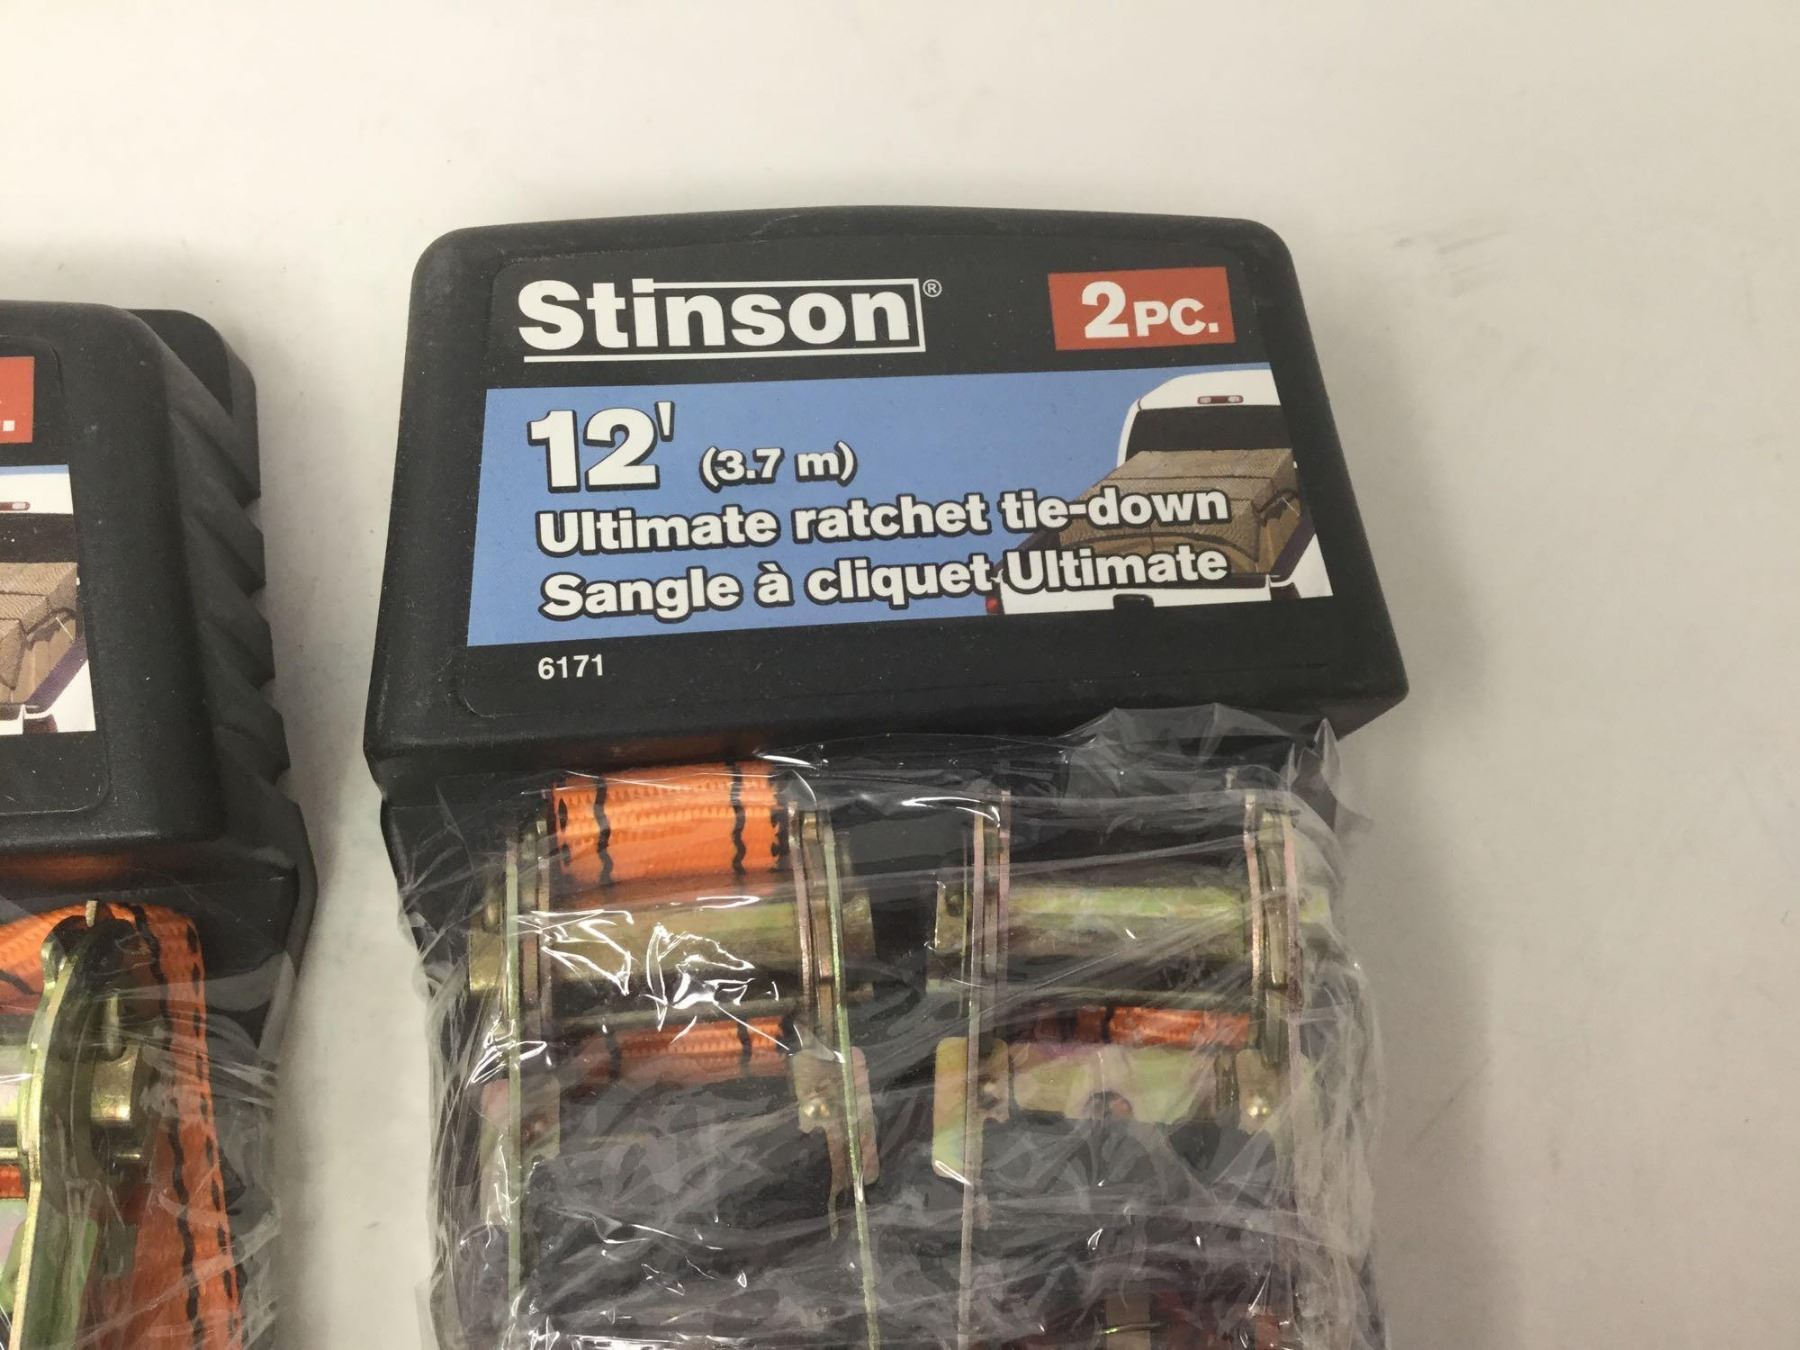 Stinson®
2PC.
12' (3.7 m)
Ultimate ratchet tie-down
Sangle à cliquet Ultimate
6171